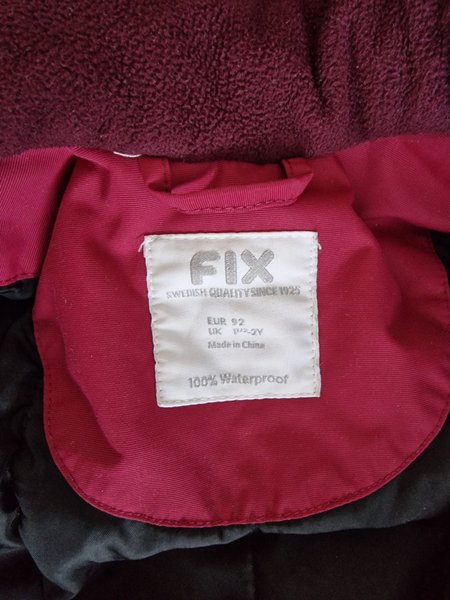 FIX
SWEDISH QUALITY SINCE 1925
EUR 92
UK 1½-2Y
Made in China
100% Waterproof